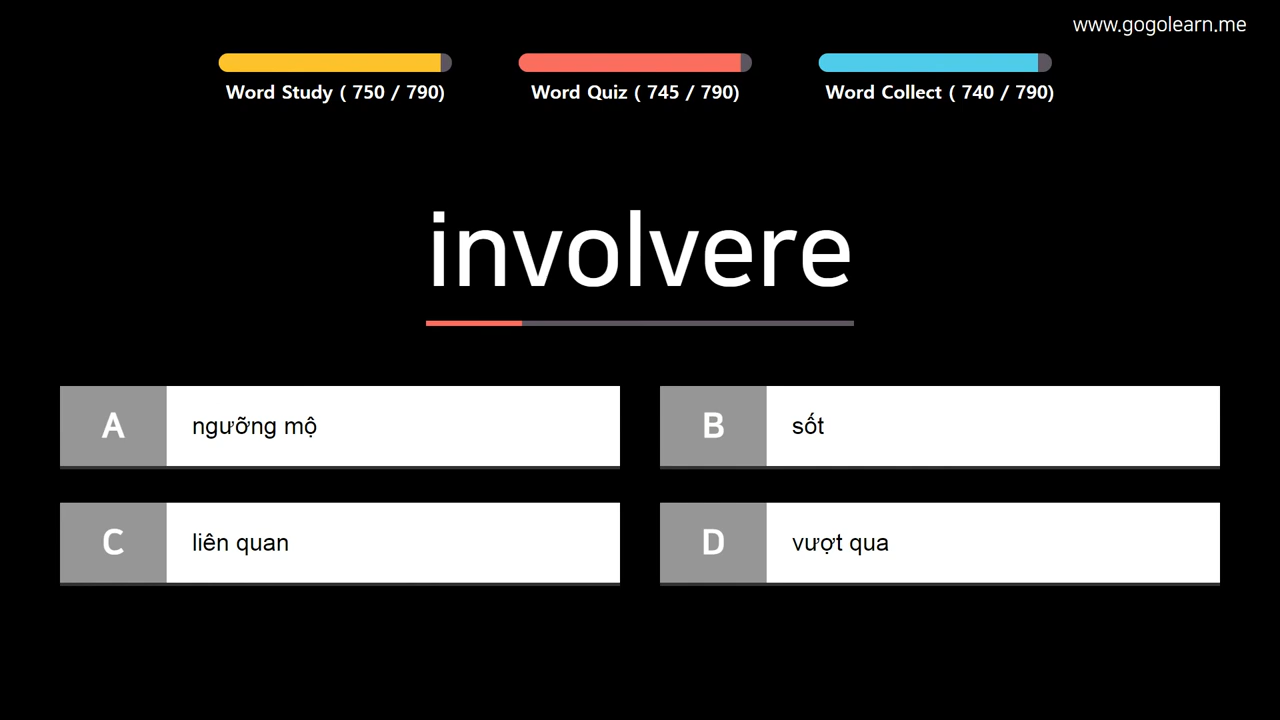 www.gogolearn.me
Word Study ( 750 / 790)
Word Quiz ( 745 / 790)
Word Collect ( 740 / 790)
involvere
A ngưỡng mộ
B sốt
C liên quan
D vượt qua